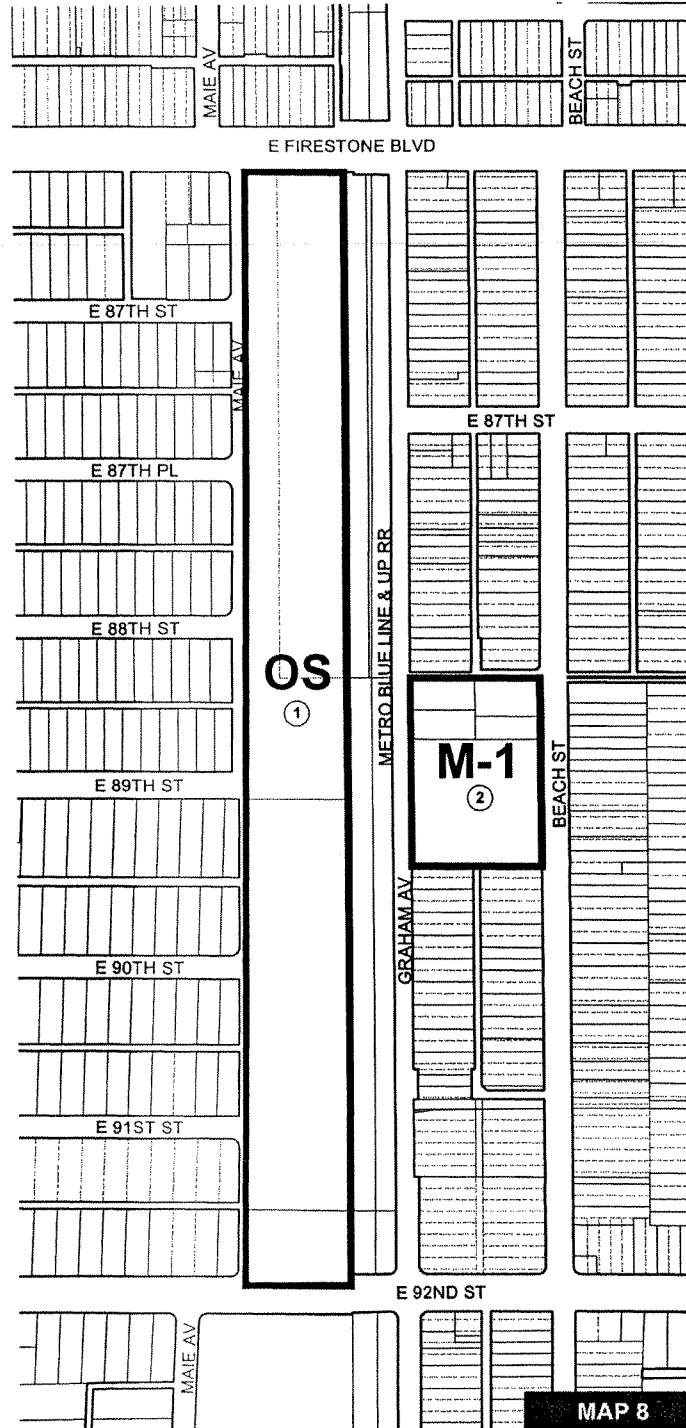 MAIE AV
BEACH ST
E FIRESTONE BLVD
E 87TH ST
MAIE AV
E 87TH ST
E 87TH PL
METRO BLUE LINE & UP RR
E 88TH ST
OS
1
M-1
2
BEACH ST
E 89TH ST
GRAHAM AV
E 90TH ST
E 91ST ST
E 92ND ST
MAIE AV
MAP 8